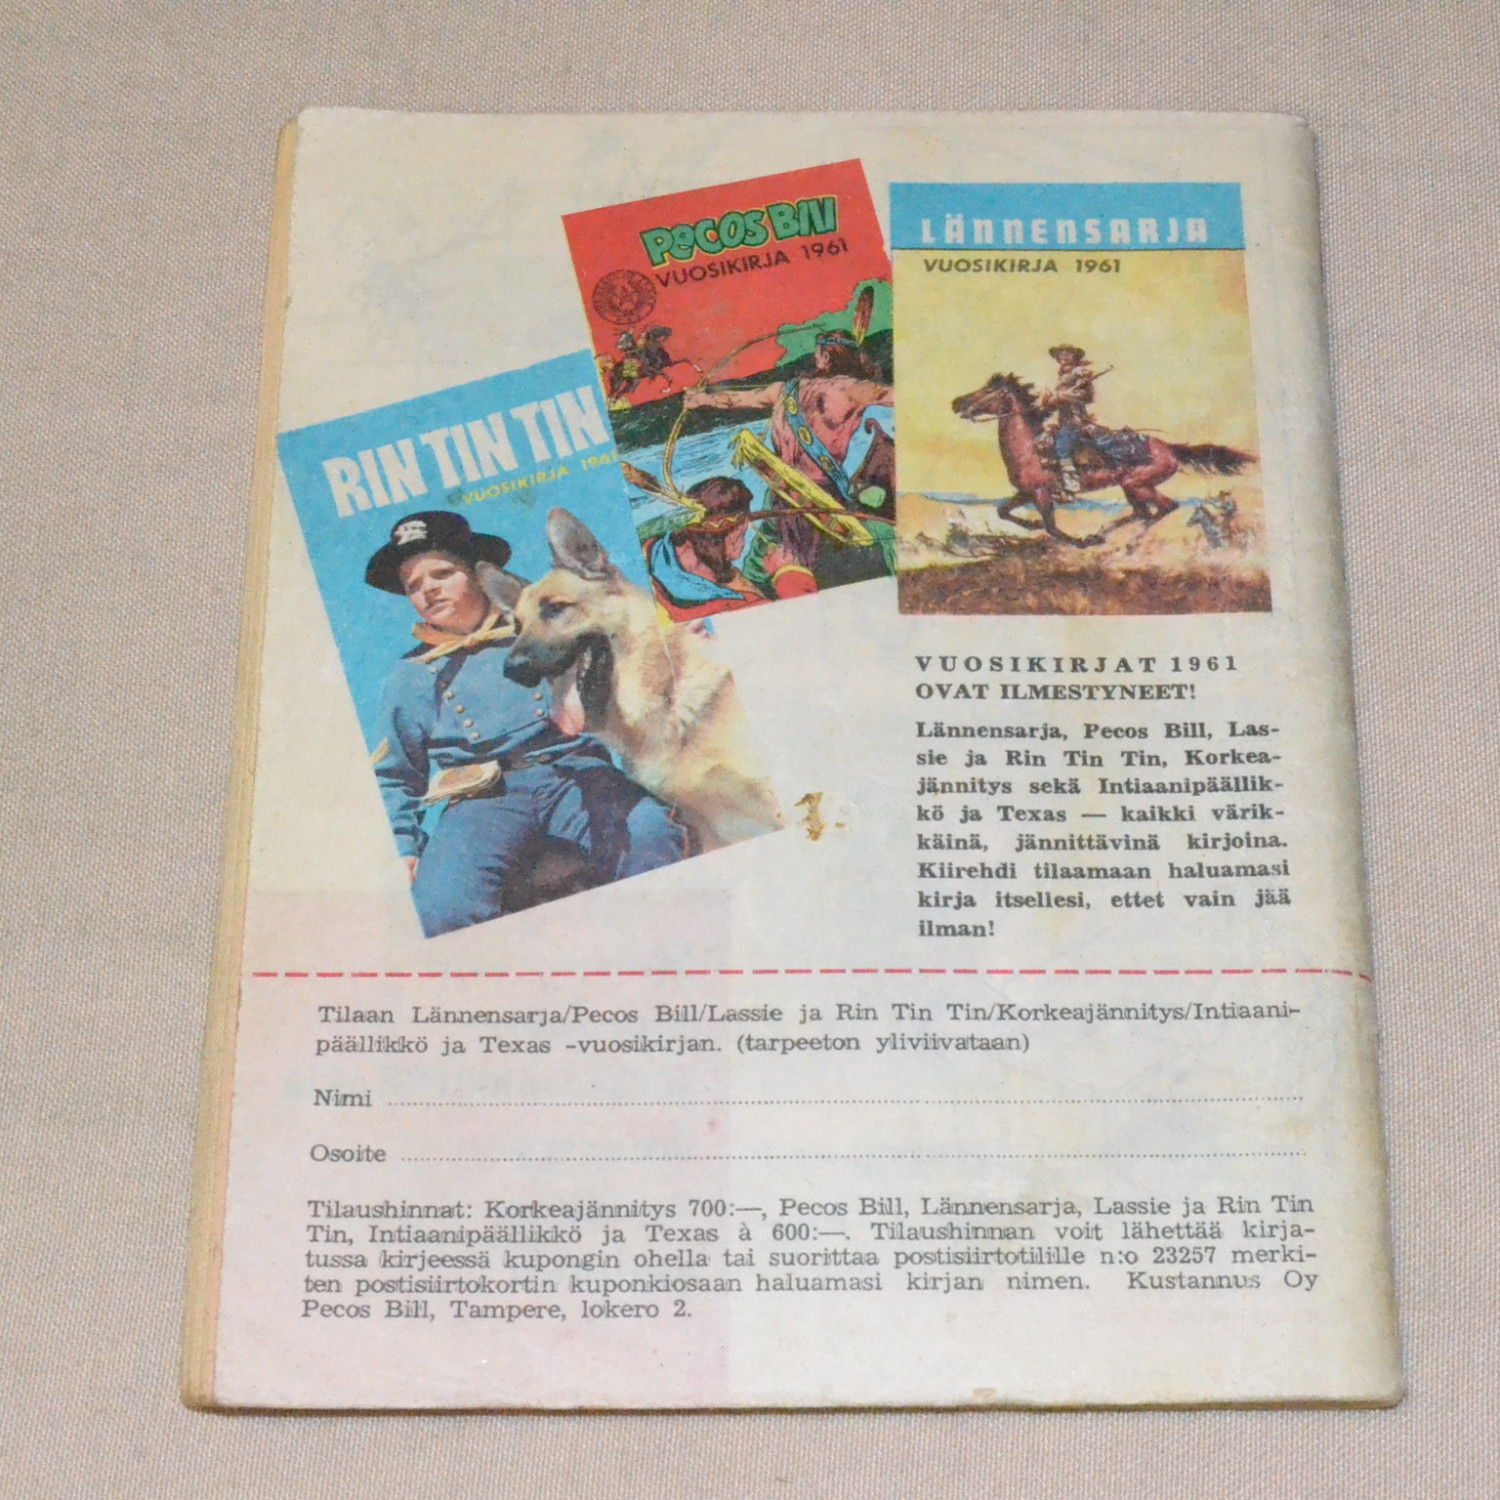 PECOS BILL
VUOSIKIRJA 1961
LÄNNENSARJA
VUOSIKIRJA 1961
RIN TIN TIN
VUOSIKIRJA 1961
VUOSIKIRJAT 1961
OVAT ILMESTYNEET!
Lännensarja, Pecos Bill, Las-
sie ja Rin Tin Tin, Korkea-
jännitys sekä Intiaanipäällik-
kö ja Texas — kaikki värik-
käinä, jännittävinä kirjoina.
Kiirehdi tilaamaan haluamasi
kirja itsellesi, ettet vain jää
ilman!
Tilaan Lännensarja/Pecos Bill/Lassie ja Rin Tin Tin/Korkeajännitys/Intiaani-
päällikkö ja Texas -vuosikirjan. (tarpeeton yliviivataan)
Nimi
Osoite
Tilaushinnat: Korkeajännitys 700:—, Pecos Bill, Lännensarja, Lassie ja Rin Tin
Tin, Intiaanipäällikkö ja Texas à 600:—. Tilaushinnan voit lähettää kirja-
tussa kirjeessä kupongin ohella tai suorittaa postisiirtotilille n:o 23257 merki-
ten postisiirtokortin kuponkiosaan haluamasi kirjan nimen. Kustannus Oy
Pecos Bill, Tampere, lokero 2.